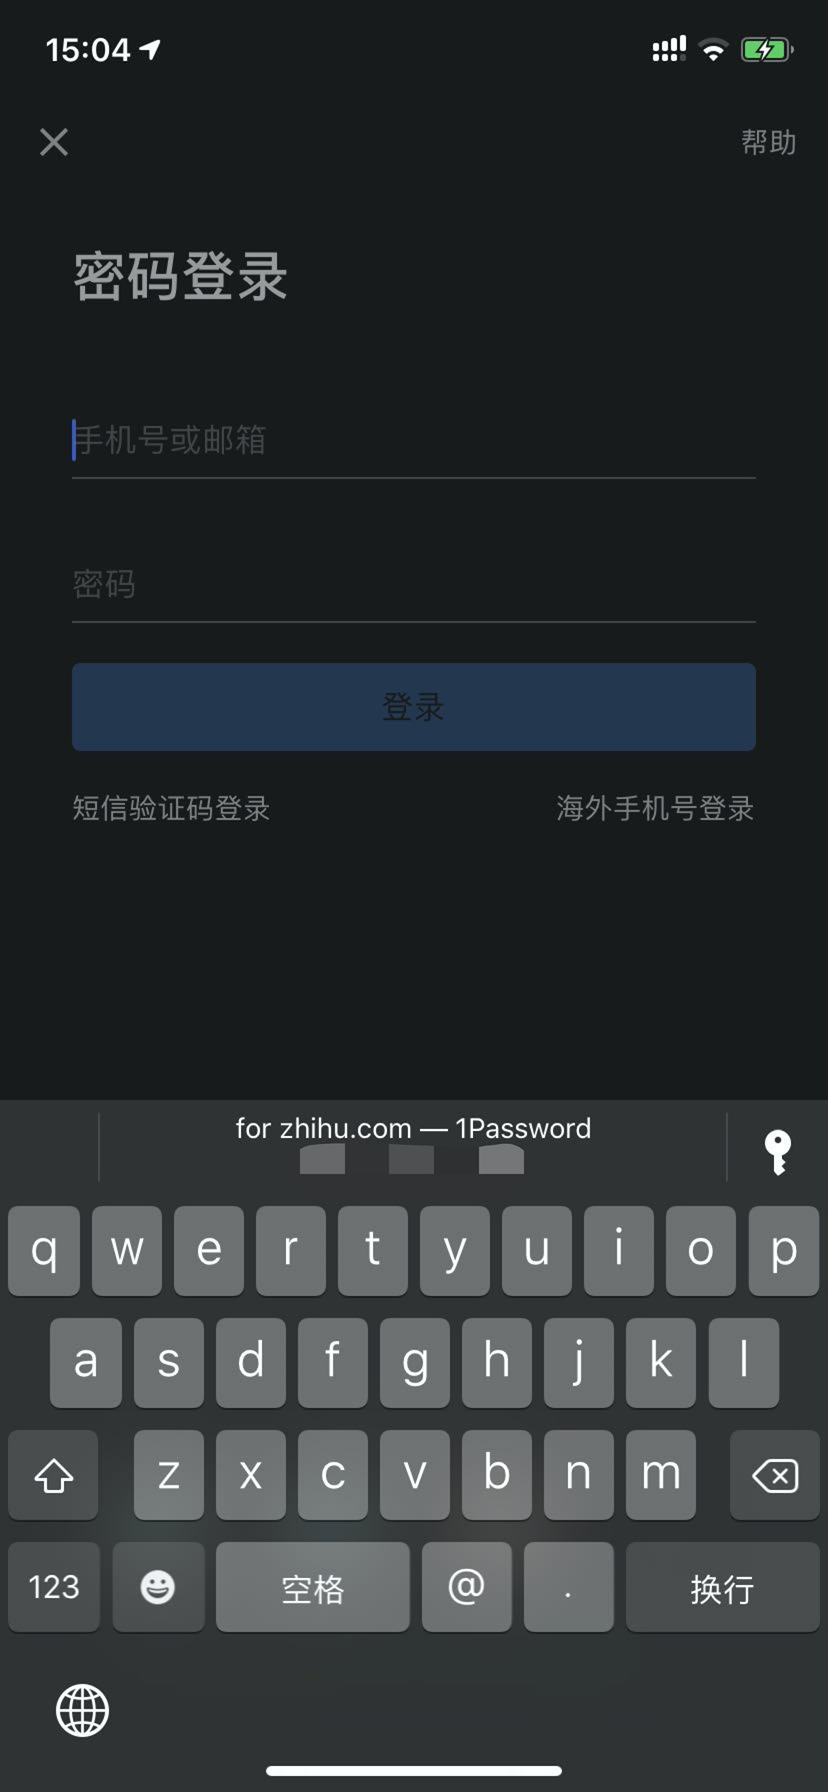 15:04
帮助
密码登录
手机号或邮箱
密码
登录
短信验证码登录
海外手机号登录
for zhihu.com — 1Password
q w e r t y u i o p
a s d f g h j k l
z x c v b n m
123 空格 @ . 换行